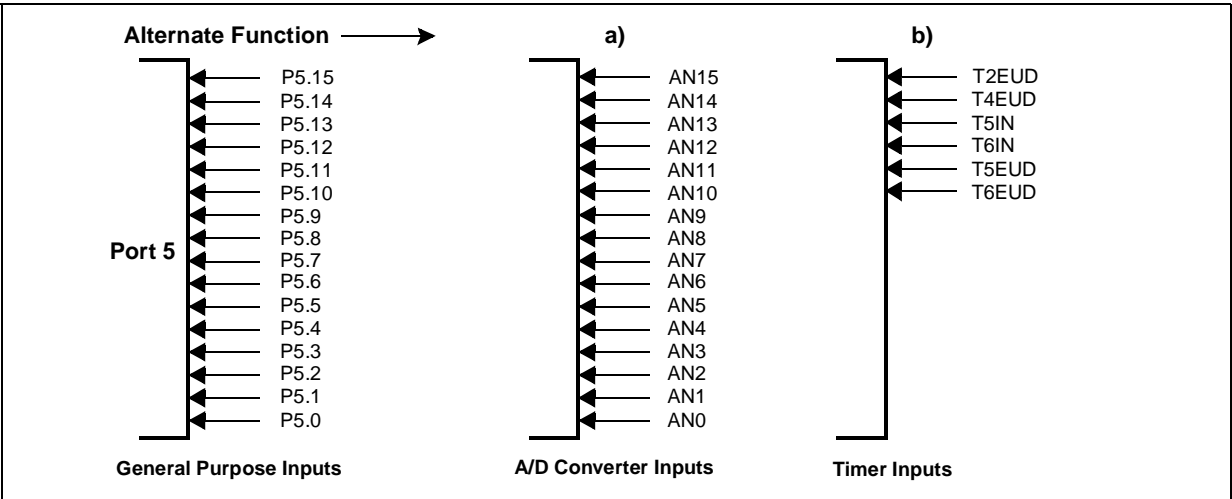 Alternate Function a) b)
P5.15 AN15 T2EUD
P5.14 AN14 T4EUD
P5.13 AN13 T5IN
P5.12 AN12 T6IN
P5.11 AN11 T5EUD
P5.10 AN10 T6EUD
P5.9 AN9
P5.8 AN8
Port 5
P5.7 AN7
P5.6 AN6
P5.5 AN5
P5.4 AN4
P5.3 AN3
P5.2 AN2
P5.1 AN1
P5.0 AN0
General Purpose Inputs A/D Converter Inputs Timer Inputs